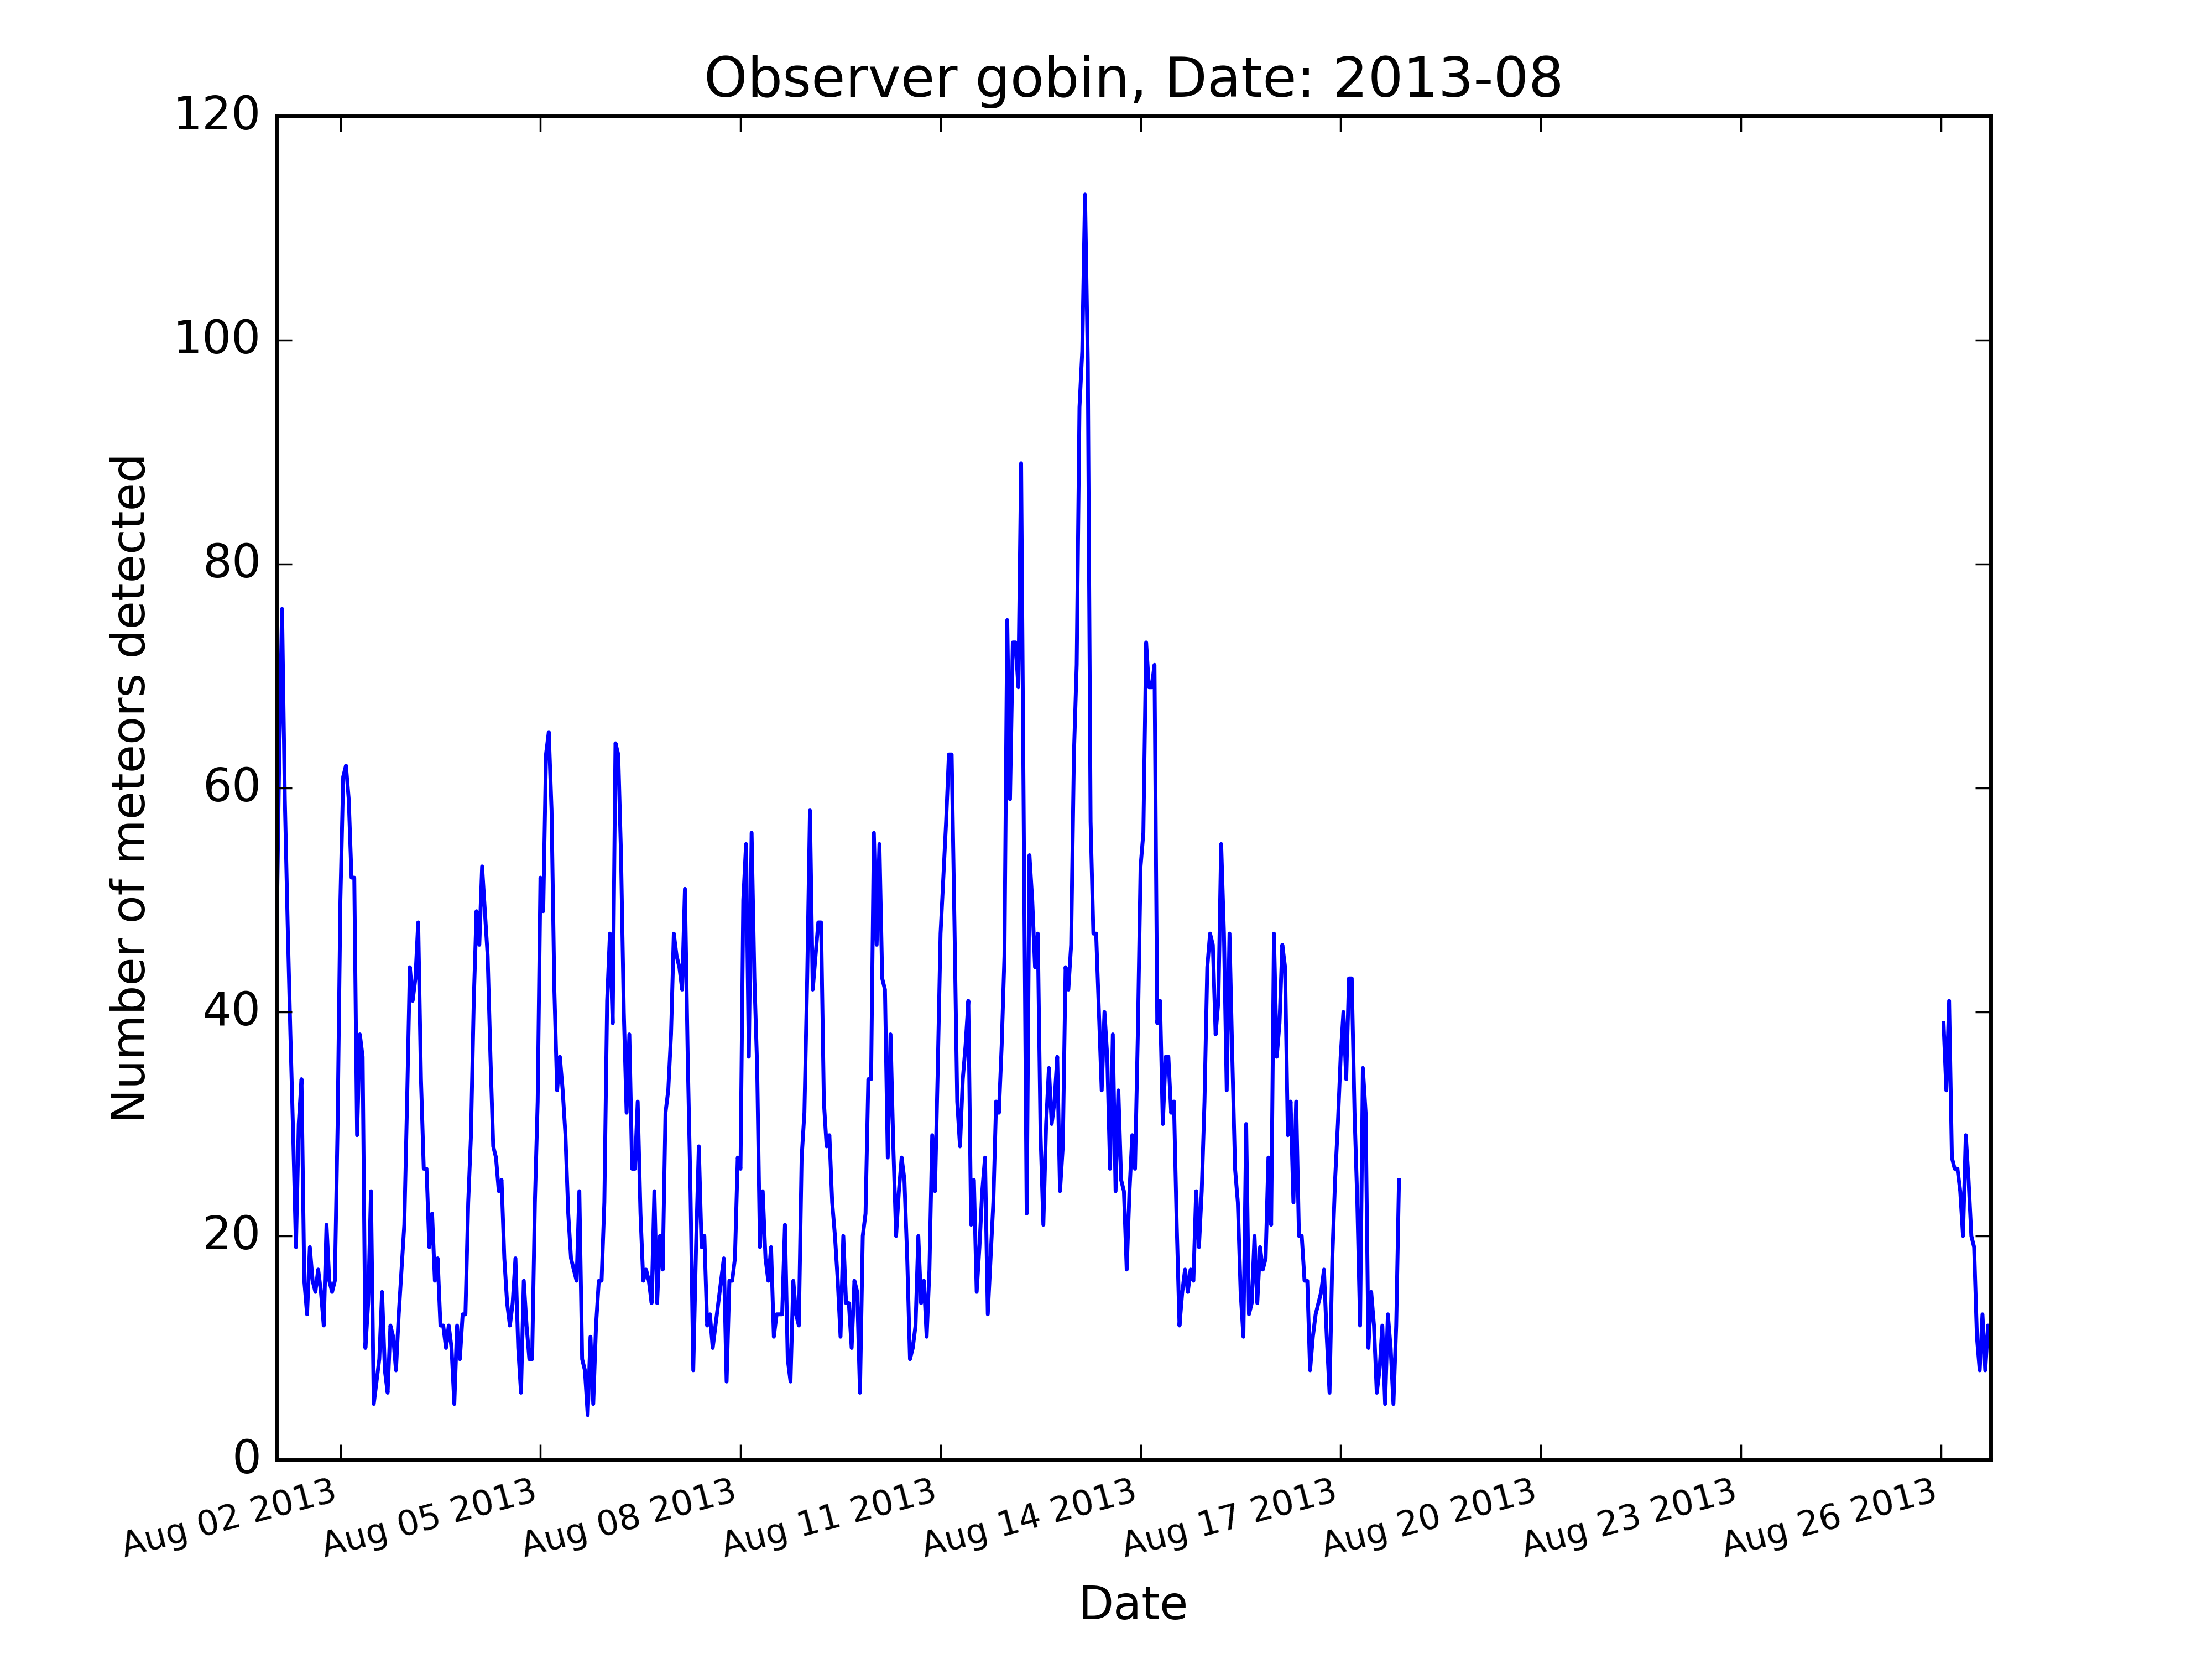 Observer gobin, Date: 2013-08
120
100
80
60
40
20
0
Number of meteors detected
Aug 02 2013
Aug 05 2013
Aug 08 2013
Aug 11 2013
Aug 14 2013
Aug 17 2013
Aug 20 2013
Aug 23 2013
Aug 26 2013
Date